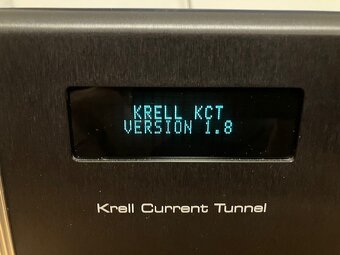 KRELL KCT
VERSION 1.8
Krell Current Tunnel